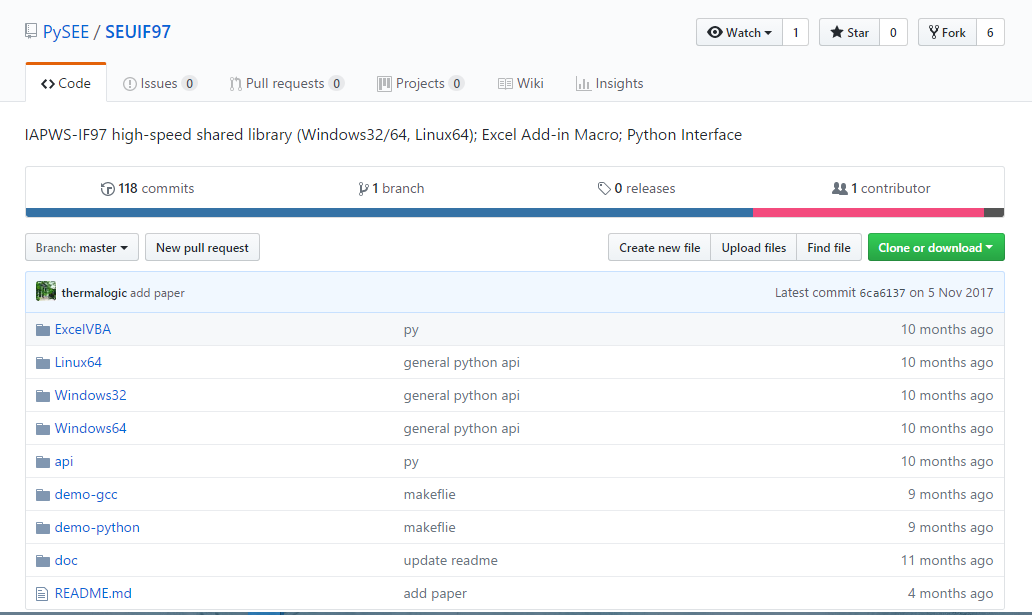 PySEE / SEUIF97
Watch 1 Star 0 Fork 6
Code Issues 0 Pull requests 0 Projects 0 Wiki Insights
IAPWS-IF97 high-speed shared library (Windows32/64, Linux64); Excel Add-in Macro; Python Interface
118 commits 1 branch 0 releases 1 contributor
Branch: master New pull request Create new file Upload files Find file Clone or download
thermalogic add paper Latest commit 6ca6137 on 5 Nov 2017
ExcelVBA py 10 months ago
Linux64 general python api 10 months ago
Windows32 general python api 10 months ago
Windows64 general python api 10 months ago
api py 10 months ago
demo-gcc makeflie 9 months ago
demo-python makeflie 9 months ago
doc update readme 11 months ago
README.md add paper 4 months ago